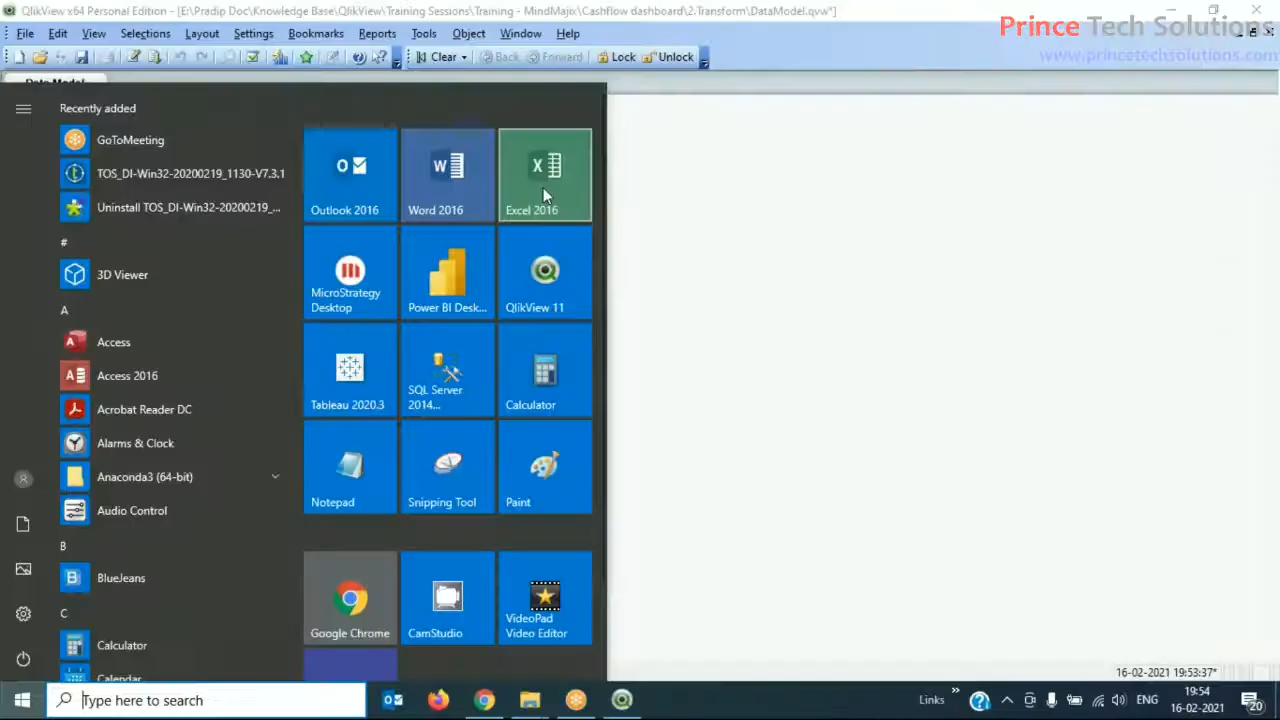 QlikView x64 Personal Edition - [E:\Pradip Doc\Knowledge Base\QlikView\Training Sessions\Training - MindMajix\Cashflow dashboard\2.Transform\DataModel.qvw*]
Prince Tech Solutions
File Edit View Selections Layout Settings Bookmarks Reports Tools Object Window Help
www.princetechsolutions.com
Clear Back Forward Lock Unlock
Data Model
Recently added
GoToMeeting
TOS_DI-Win32-20200219_1130-V7.3.1
Uninstall TOS_DI-Win32-20200219_...
#
3D Viewer
A
Access
Access 2016
Acrobat Reader DC
Alarms & Clock
Anaconda3 (64-bit)
Audio Control
B
BlueJeans
C
Calculator
Calendar
Outlook 2016
Word 2016
Excel 2016
MicroStrategy
Desktop
Power BI Desk...
QlikView 11
Tableau 2020.3
SQL Server
2014...
Calculator
Notepad
Snipping Tool
Paint
Google Chrome
CamStudio
VideoPad
Video Editor
16-02-2021 19:53:37*
Type here to search
Links
ENG
19:54
16-02-2021
20